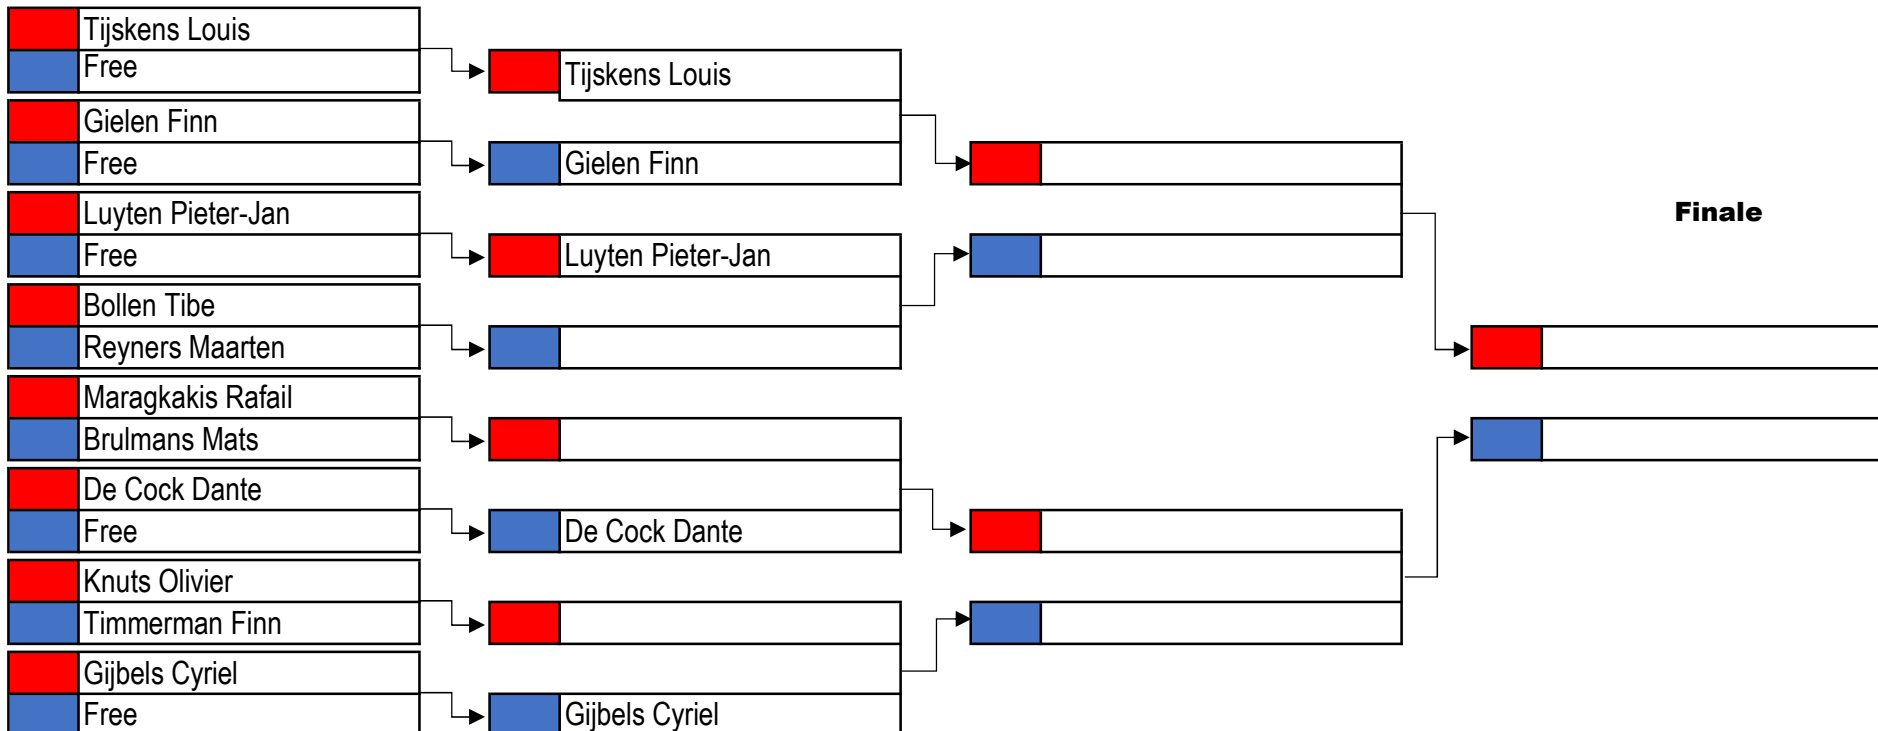 Tijskens Louis
Free
Gielen Finn
Free
Luyten Pieter-Jan
Free
Bollen Tibe
Reyners Maarten
Maragkakis Rafail
Brulmans Mats
De Cock Dante
Free
Knuts Olivier
Timmerman Finn
Gijbels Cyriel
Free
Tijskens Louis
Gielen Finn
Luyten Pieter-Jan
De Cock Dante
Gijbels Cyriel
Finale